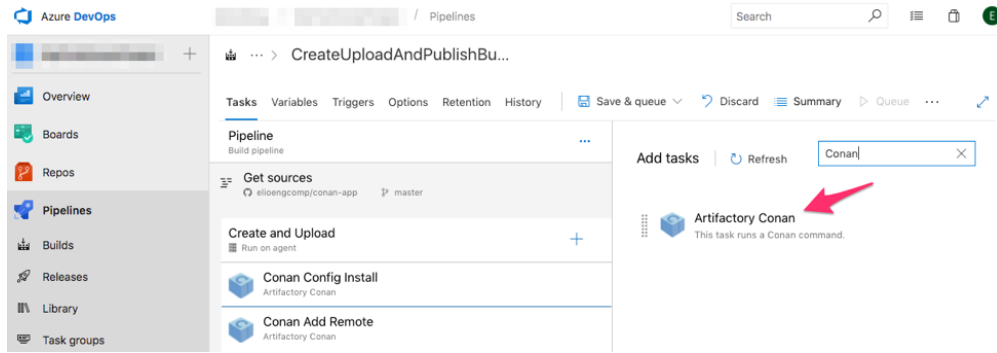 Azure DevOps
/ Pipelines
Search
E
CreateUploadAndPublishBu...
Overview
Boards
Repos
Pipelines
Builds
Releases
Library
Task groups
Tasks Variables Triggers Options Retention History
Save & queue
Discard
Summary
Queue
...
Pipeline
Build pipeline
Get sources
elioengcomp/conan-app
master
Create and Upload
Run on agent
Conan Config Install
Artifactory Conan
Conan Add Remote
Artifactory Conan
Add tasks
Refresh
Conan
Artifactory Conan
This task runs a Conan command.